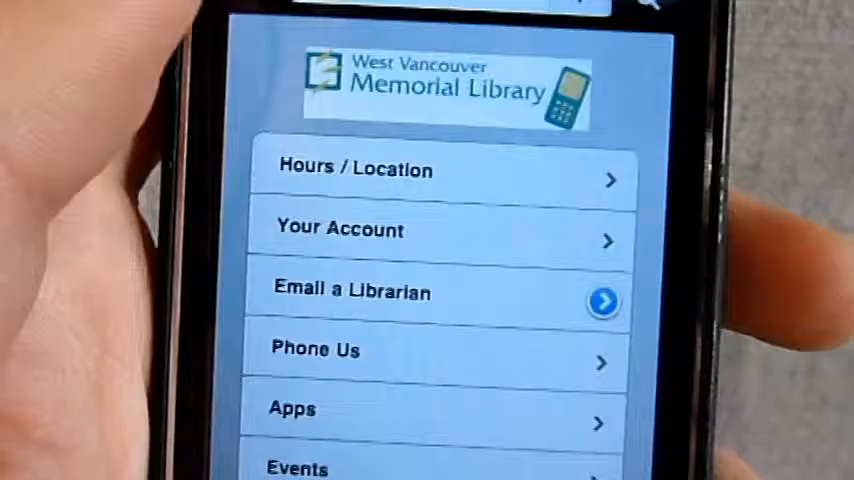 West Vancouver
Memorial Library
Hours / Location
Your Account
Email a Librarian
Phone Us
Apps
Events